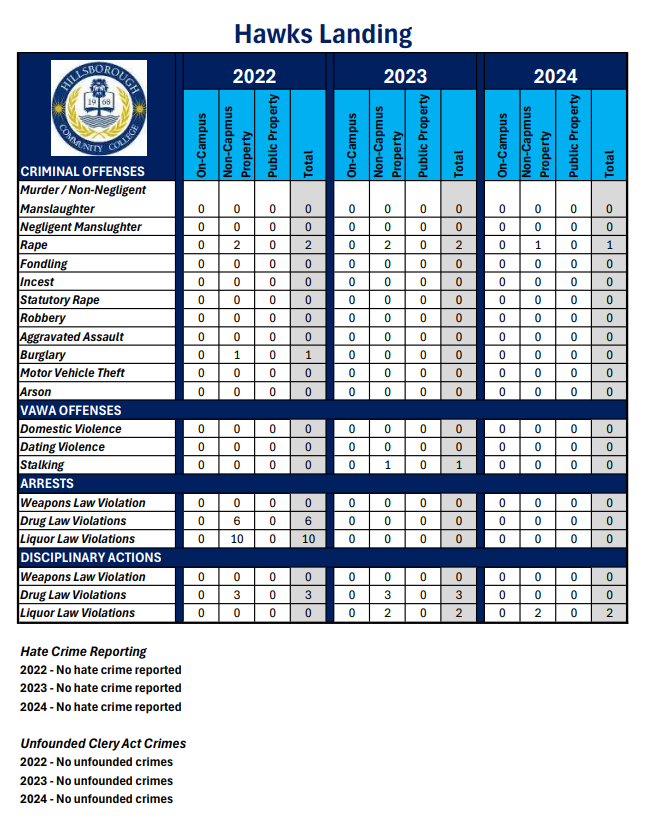 Hawks Landing
HILLSBOROUGH
19 68
COMMUNITY COLLEGE
2022 2023 2024
CRIMINAL OFFENSES On-Campus Non-Capmus Property Public Property Total On-Campus Non-Capmus Property Public Property Total On-Campus Non-Capmus Property Public Property Total
Murder / Non-Negligent
Manslaughter 0 0 0 0 0 0 0 0 0 0 0 0
Negligent Manslughter 0 0 0 0 0 0 0 0 0 0 0 0
Rape 0 2 0 2 0 2 0 2 0 1 0 1
Fondling 0 0 0 0 0 0 0 0 0 0 0 0
Incest 0 0 0 0 0 0 0 0 0 0 0 0
Statutory Rape 0 0 0 0 0 0 0 0 0 0 0 0
Robbery 0 0 0 0 0 0 0 0 0 0 0 0
Aggravated Assault 0 0 0 0 0 0 0 0 0 0 0 0
Burglary 0 1 0 1 0 0 0 0 0 0 0 0
Motor Vehicle Theft 0 0 0 0 0 0 0 0 0 0 0 0
Arson 0 0 0 0 0 0 0 0 0 0 0 0
VAWA OFFENSES
Domestic Violence 0 0 0 0 0 0 0 0 0 0 0 0
Dating Violence 0 0 0 0 0 0 0 0 0 0 0 0
Stalking 0 0 0 0 0 1 0 1 0 0 0 0
ARRESTS
Weapons Law Violation 0 0 0 0 0 0 0 0 0 0 0 0
Drug Law Violations 0 6 0 6 0 0 0 0 0 0 0 0
Liquor Law Violations 0 10 0 10 0 0 0 0 0 0 0 0
DISCIPLINARY ACTIONS
Weapons Law Violation 0 0 0 0 0 0 0 0 0 0 0 0
Drug Law Violations 0 3 0 3 0 3 0 3 0 0 0 0
Liquor Law Violations 0 0 0 0 0 2 0 2 0 2 0 2
Hate Crime Reporting
2022 - No hate crime reported
2023 - No hate crime reported
2024 - No hate crime reported
Unfounded Clery Act Crimes
2022 - No unfounded crimes
2023 - No unfounded crimes
2024 - No unfounded crimes